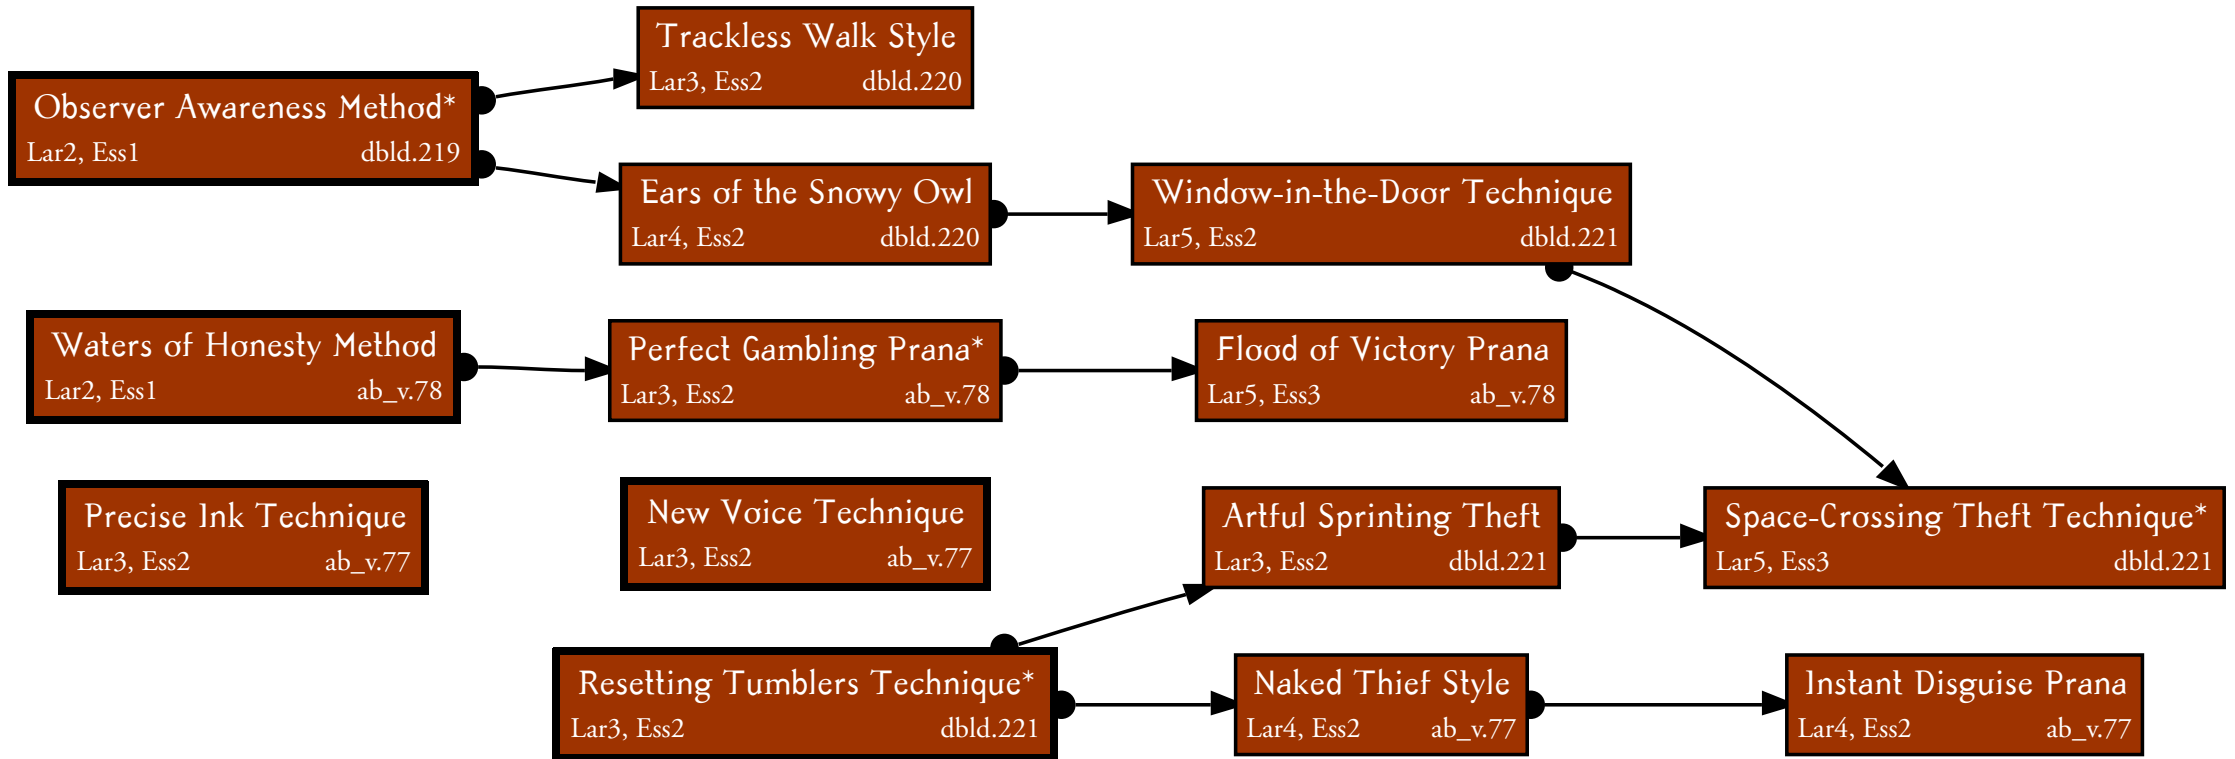 Trackless Walk Style
Lar3, Ess2 dbld.220
Observer Awareness Method*
Lar2, Ess1 dbld.219
Ears of the Snowy Owl
Lar4, Ess2 dbld.220
Window-in-the-Door Technique
Lar5, Ess2 dbld.221
Waters of Honesty Method
Lar2, Ess1 ab_v.78
Perfect Gambling Prana*
Lar3, Ess2 ab_v.78
Flood of Victory Prana
Lar5, Ess3 ab_v.78
Precise Ink Technique
Lar3, Ess2 ab_v.77
New Voice Technique
Lar3, Ess2 ab_v.77
Artful Sprinting Theft
Lar3, Ess2 dbld.221
Space-Crossing Theft Technique*
Lar5, Ess3 dbld.221
Resetting Tumblers Technique*
Lar3, Ess2 dbld.221
Naked Thief Style
Lar4, Ess2 ab_v.77
Instant Disguise Prana
Lar4, Ess2 ab_v.77